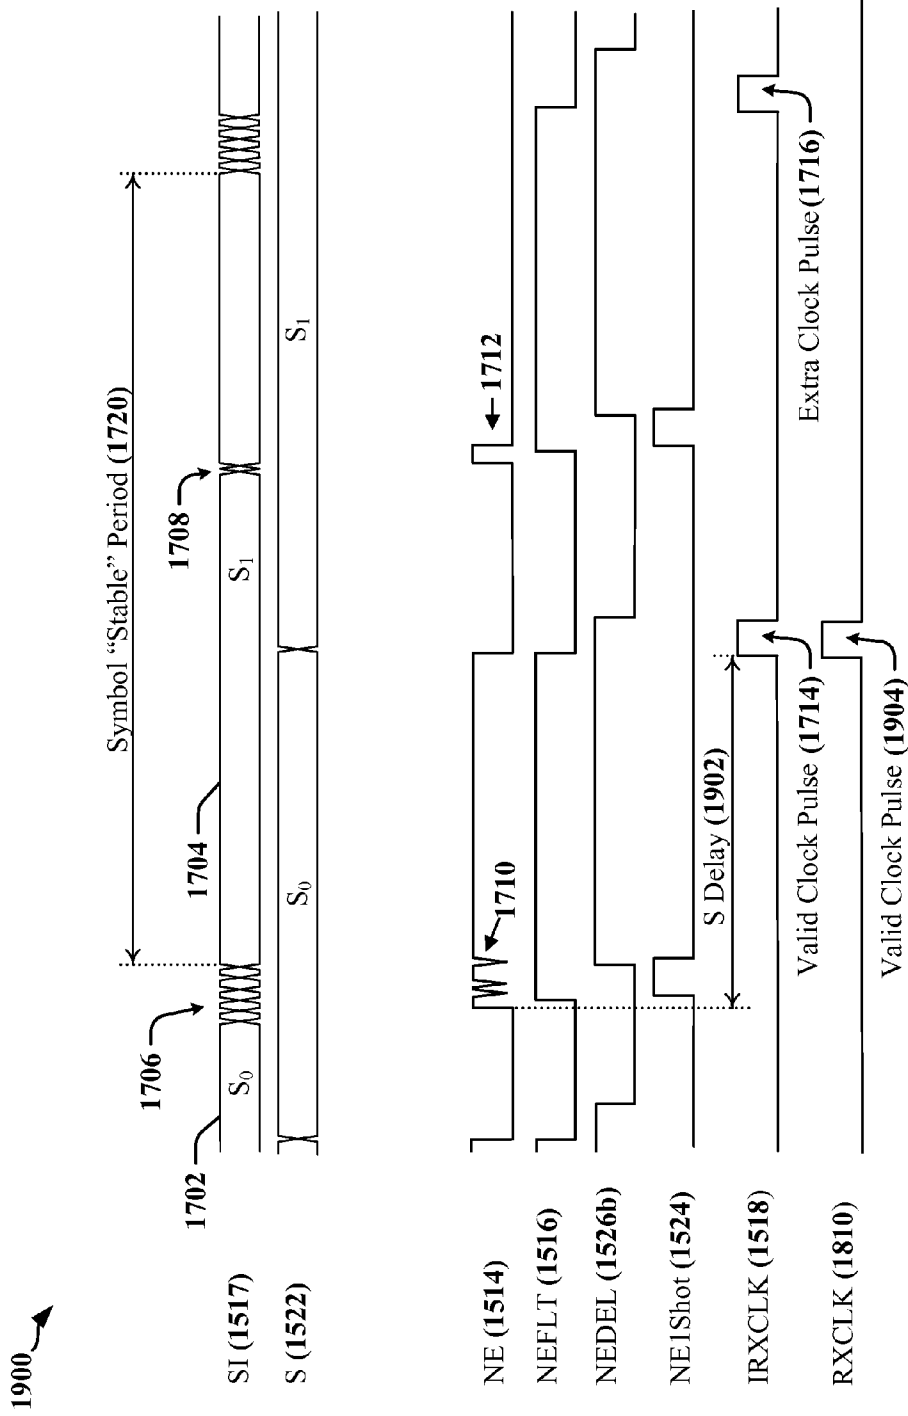 1900
Symbol “Stable” Period (1720)
1702
1706
1704
1708
SI (1517)
S0
S1
S (1522)
S0
S1
1710
1712
NE (1514)
NEFLT (1516)
NEDEL (1526b)
NE1Shot (1524)
S Delay (1902)
IRXCLK (1518)
Valid Clock Pulse (1714)
Extra Clock Pulse (1716)
RXCLK (1810)
Valid Clock Pulse (1904)